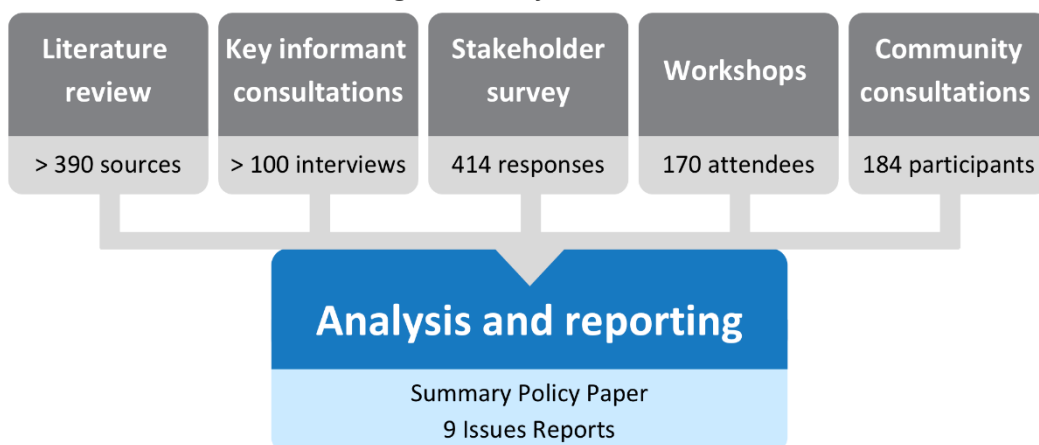 Literature
review
> 390 sources
Key informant
consultations
> 100 interviews
Stakeholder
survey
414 responses
Workshops
170 attendees
Community
consultations
184 participants
Analysis and reporting
Summary Policy Paper
9 Issues Reports